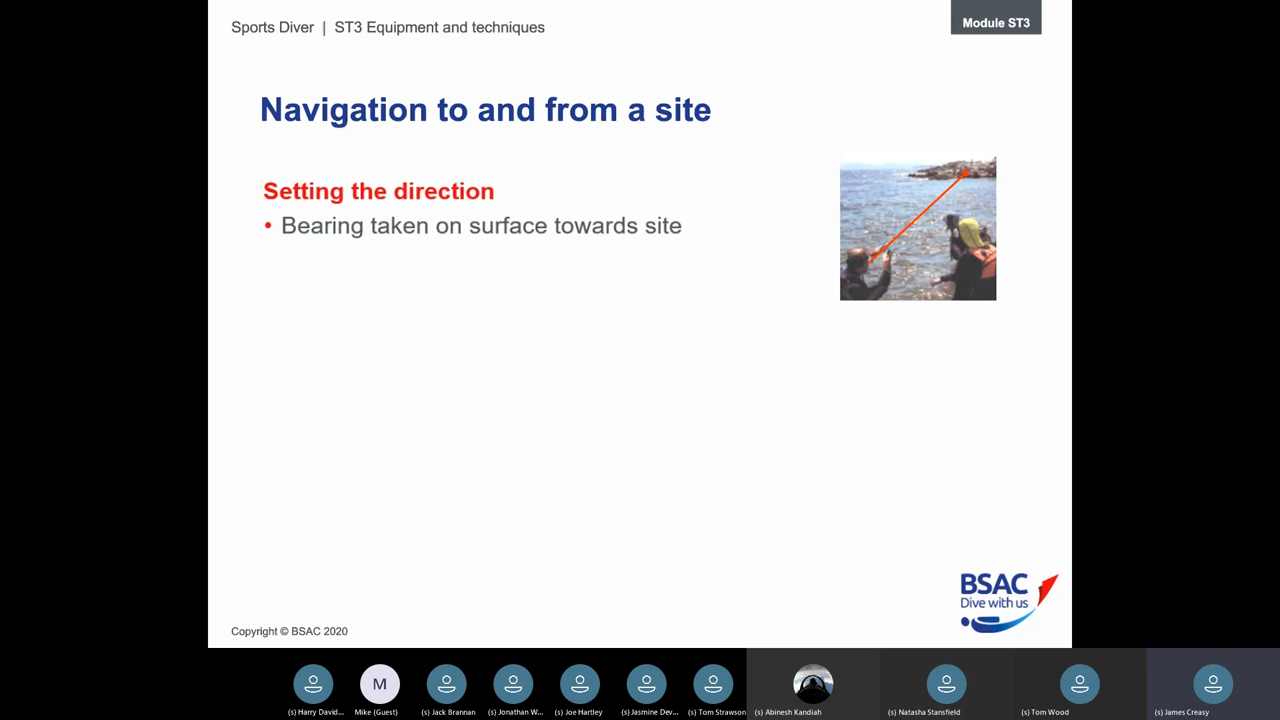 Sports Diver | ST3 Equipment and techniques
Module ST3
Navigation to and from a site
Setting the direction
• Bearing taken on surface towards site
BSAC
Dive with us
Copyright © BSAC 2020
M
(s) Harry David...
Mike (Guest)
(s) Jack Brannan
(s) Jonathan W...
(s) Joe Hartley
(s) Jasmine Dev...
(s) Tom Strawson
(s) Abinesh Kandiah
(s) Natasha Stansfield
(s) Tom Wood
(s) James Creasy